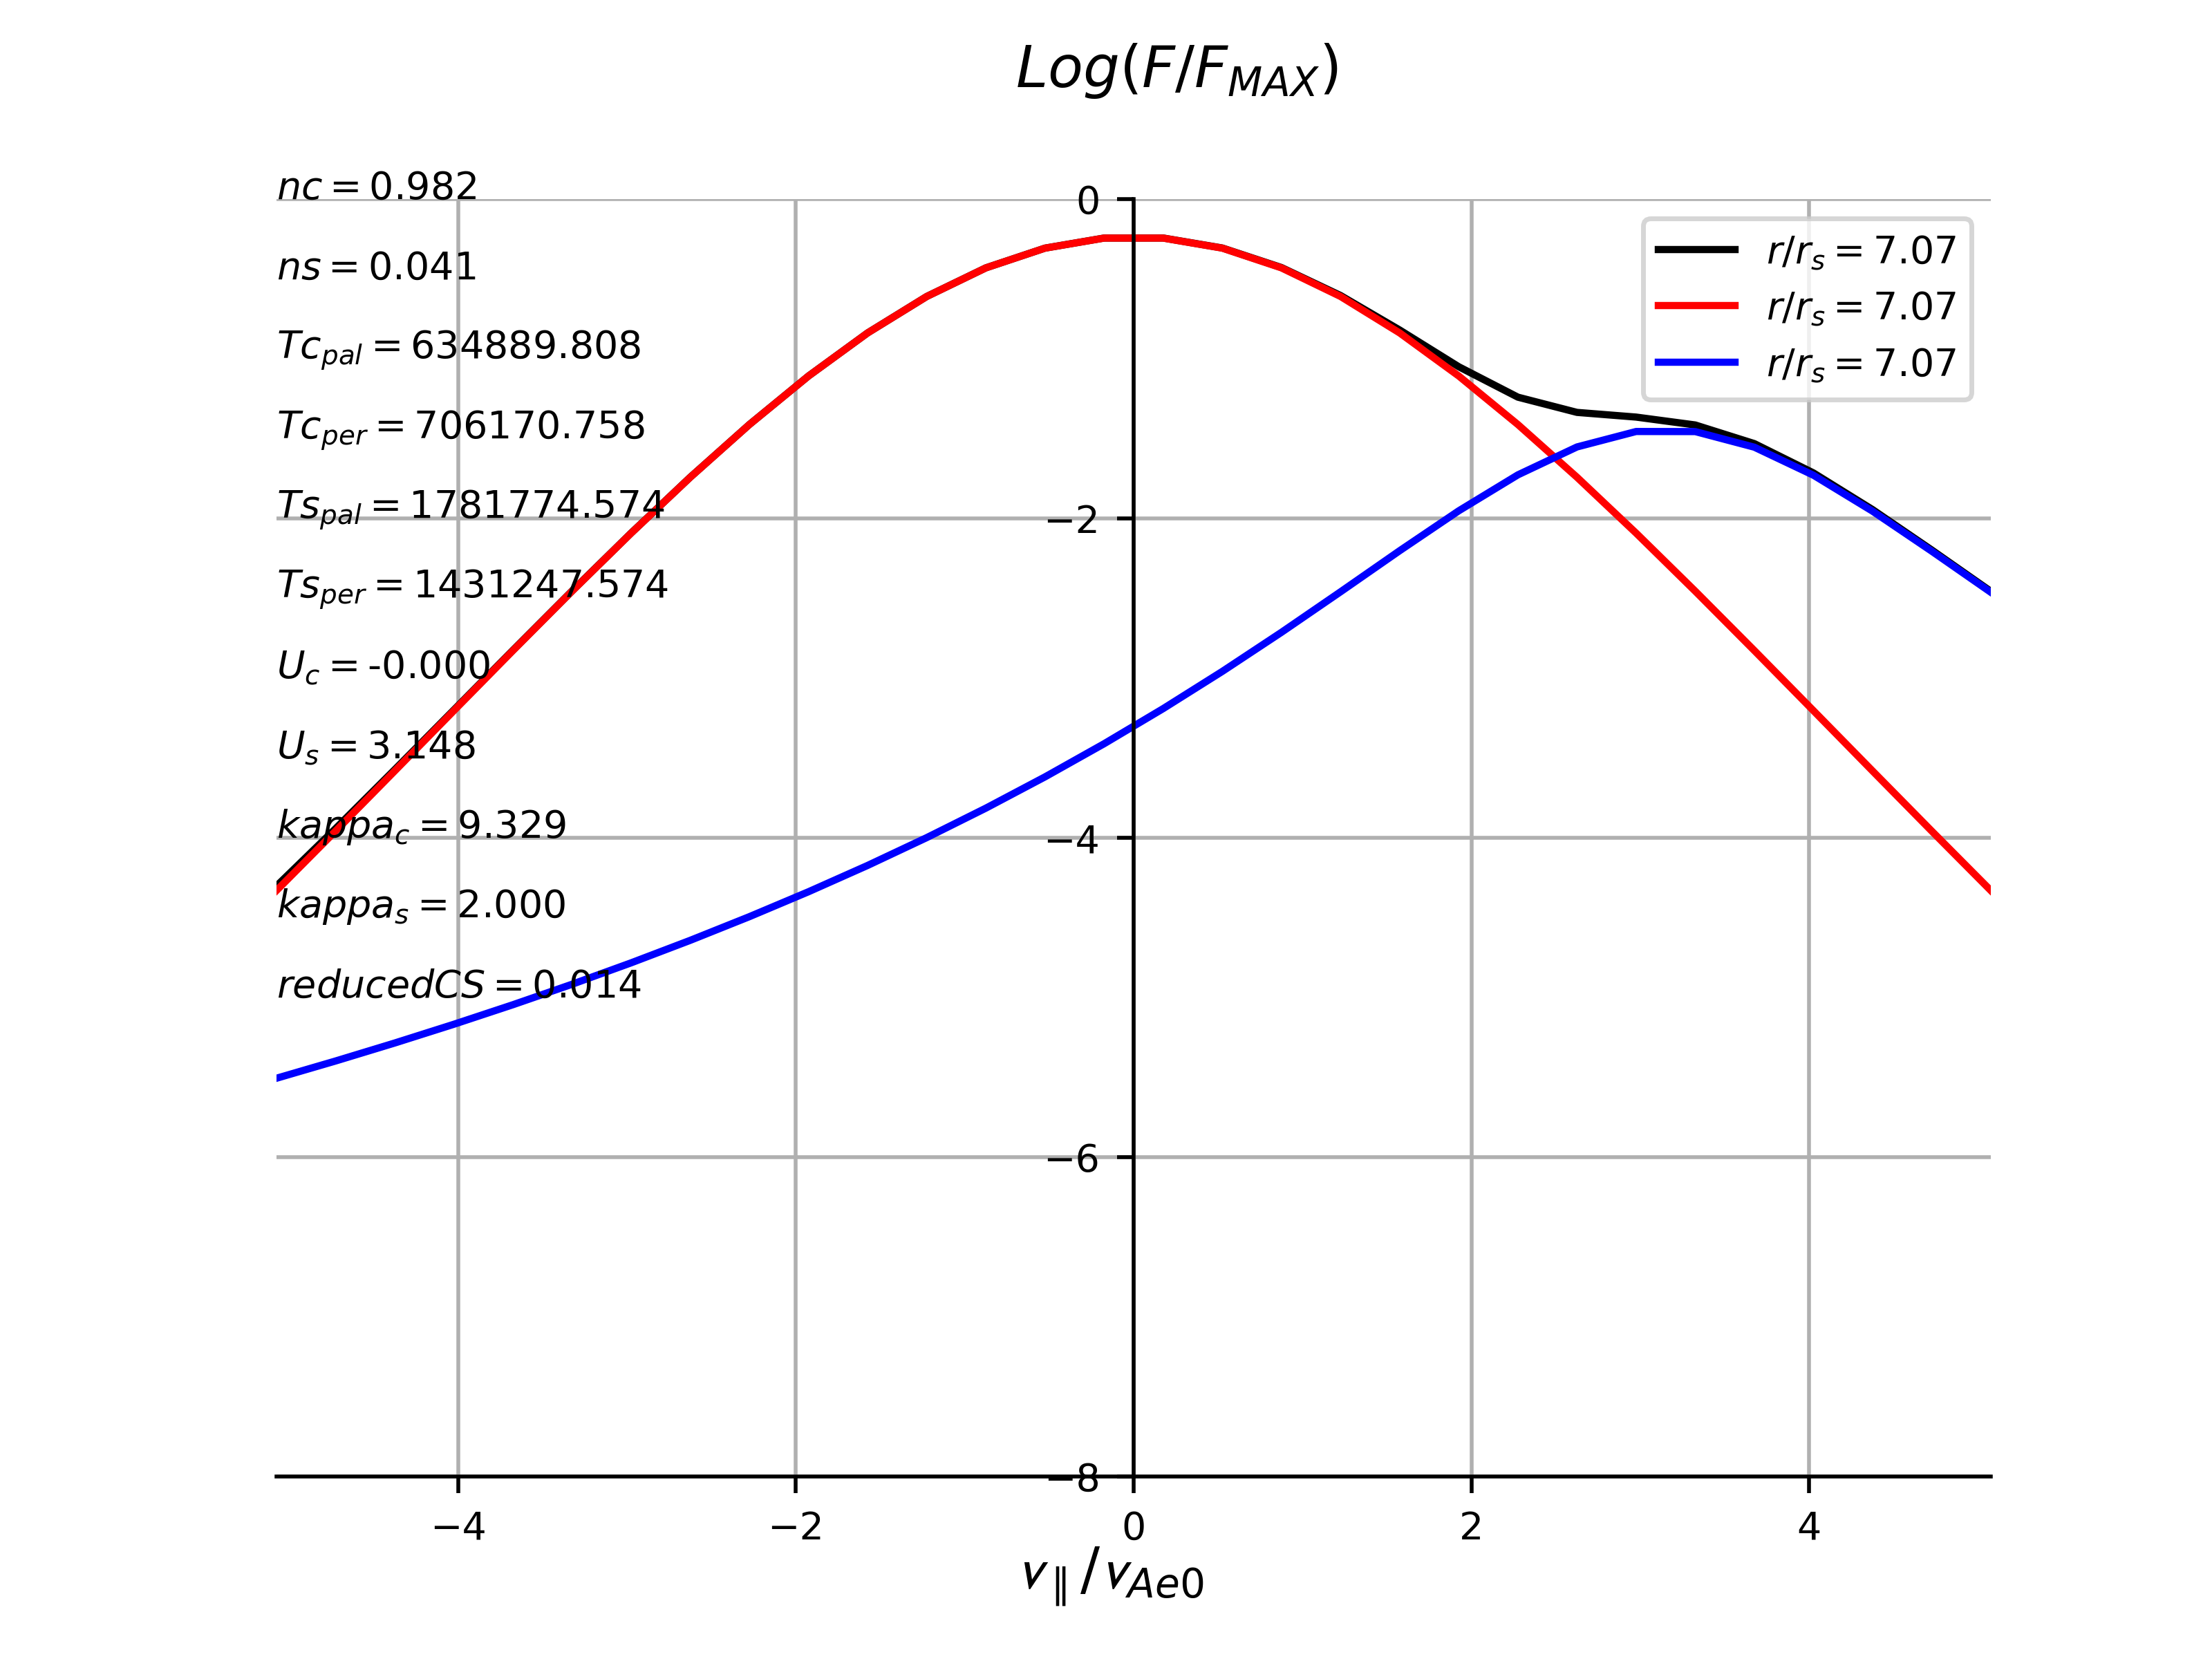 Log(F/F_MAX)
nc = 0.982
ns = 0.041
Tc_pal = 634889.808
Tc_per = 706170.758
Ts_pal = 1781774.574
Ts_per = 1431247.574
U_c = -0.000
U_s = 3.148
kappa_c = 9.329
kappa_s = 2.000
reducedCS = 0.014
r/r_s = 7.07
r/r_s = 7.07
r/r_s = 7.07
0
−2
−4
−6
−8
−4 −2 0 2 4
v_∥/v_Ae0